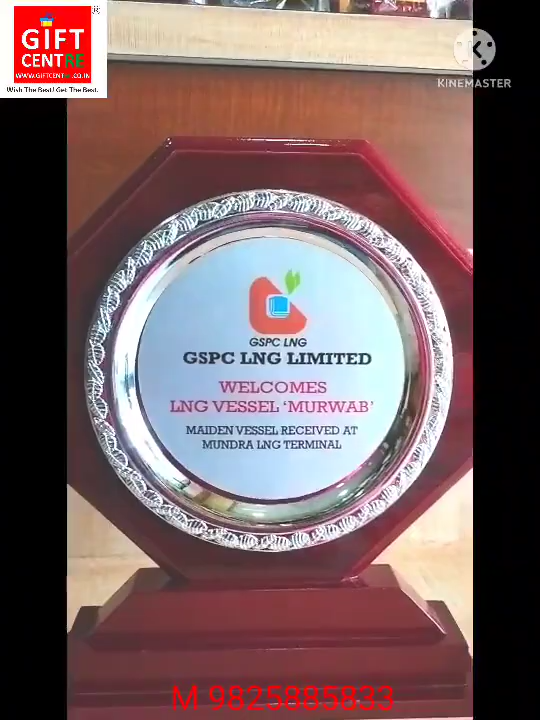 GIFT
CENTRE
WWW.GIFTCENTRE.CO.IN
Wish The Best! Get The Best.
®
KINEMASTER
GSPC LNG
GSPC LNG LIMITED
WELCOMES
LNG VESSEL ‘MURWAB’
MAIDEN VESSEL RECEIVED AT
MUNDRA LNG TERMINAL
M 9825885833